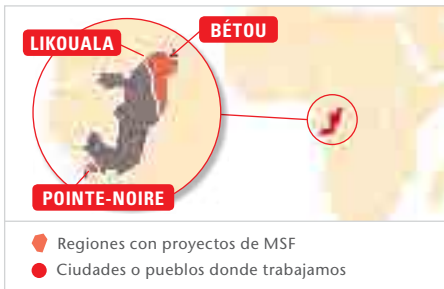 BÉTOU
LIKOUALA
POINTE-NOIRE
Regiones con proyectos de MSF
Ciudades o pueblos donde trabajamos